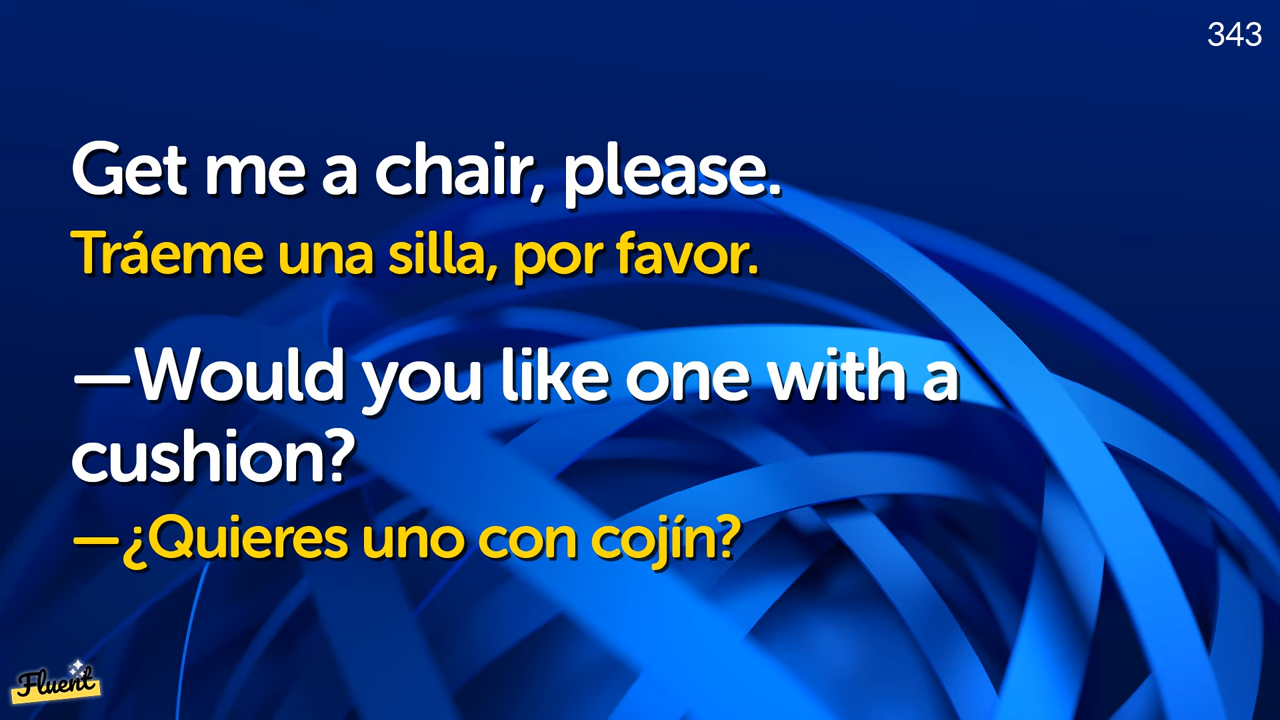 343
Get me a chair, please.
Tráeme una silla, por favor.
—Would you like one with a
cushion?
—¿Quieres uno con cojín?
Fluent